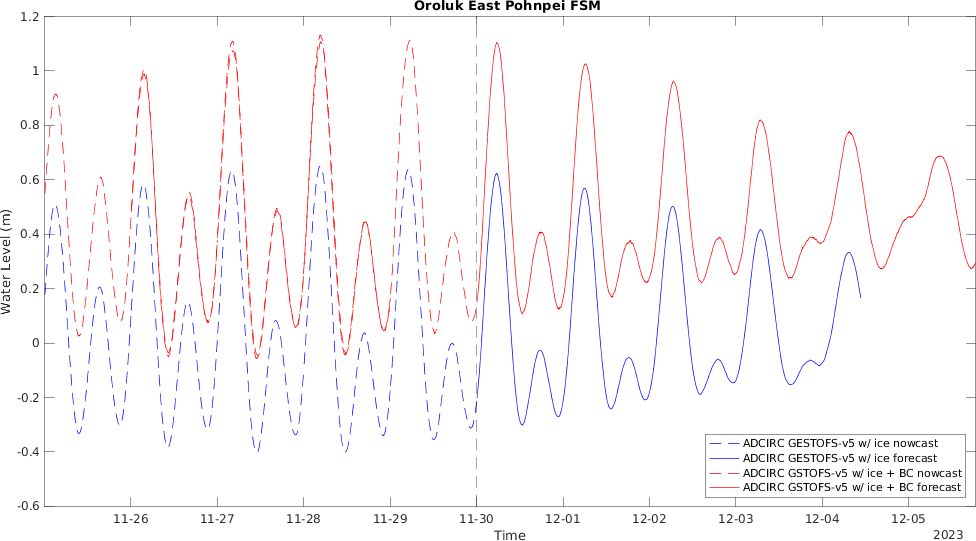 Oroluk East Pohnpei FSM
1.2
1
0.8
0.6
0.4
0.2
0
-0.2
-0.4
-0.6
Water Level (m)
ADCIRC GESTOFS-v5 w/ ice nowcast
ADCIRC GESTOFS-v5 w/ ice forecast
ADCIRC GSTOFS-v5 w/ ice + BC nowcast
ADCIRC GSTOFS-v5 w/ ice + BC forecast
11-26 11-27 11-28 11-29 11-30 12-01 12-02 12-03 12-04 12-05
Time
2023